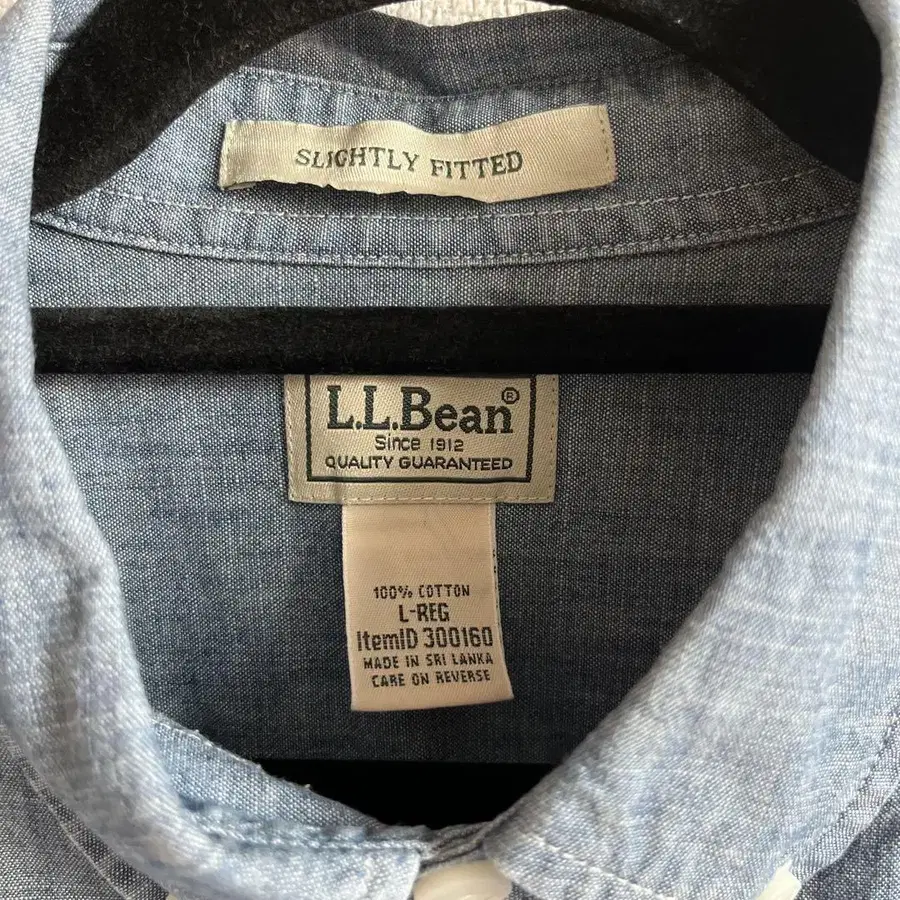 SLIGHTLY FITTED
L.L.Bean®
Since 1912
QUALITY GUARANTEED
100% COTTON
L-REG
ItemID 300160
MADE IN SRI LANKA
CARE ON REVERSE